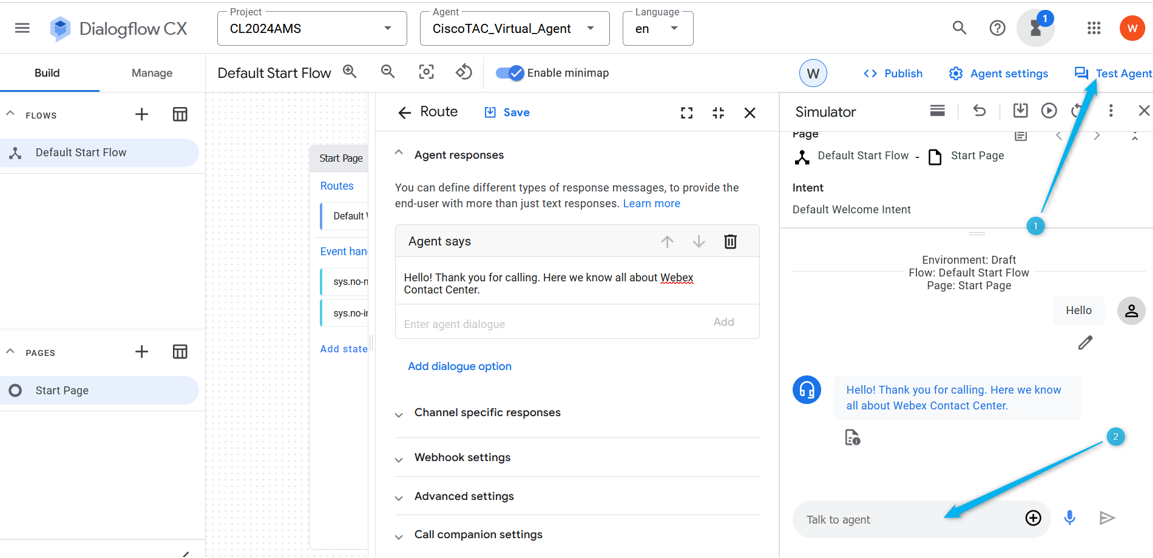 Dialogflow CX
Project
CL2024AMS
Agent
CiscoTAC_Virtual_Agent
Language
en
1
W
Build
Manage
Default Start Flow
Enable minimap
W
Publish
Agent settings
Test Agent
FLOWS
Default Start Flow
PAGES
Start Page
Start Page
Routes
Default
Event han
sys.no-
sys.no-in
Add state
Route
Save
Agent responses
You can define different types of response messages, to provide the
end-user with more than just text responses. Learn more
Agent says
Hello! Thank you for calling. Here we know all about Webex
Contact Center.
Enter agent dialogue
Add
Add dialogue option
Channel specific responses
Webhook settings
Advanced settings
Call companion settings
Simulator
Page
Default Start Flow - Start Page
Intent
Default Welcome Intent
1
Environment: Draft
Flow: Default Start Flow
Page: Start Page
Hello
Hello! Thank you for calling. Here we know
all about Webex Contact Center.
2
Talk to agent